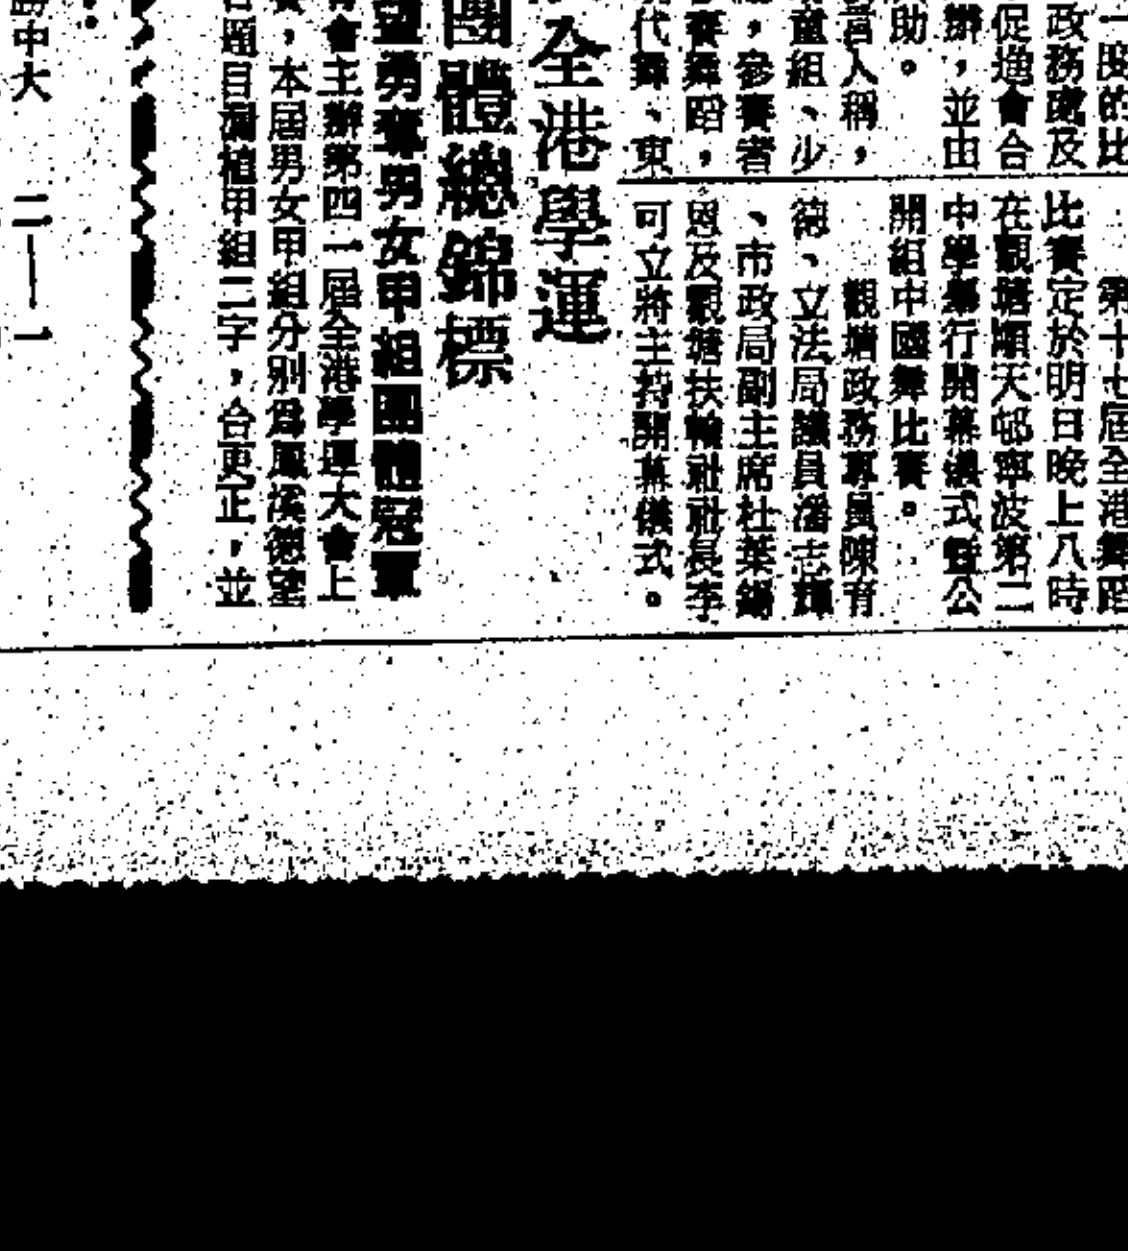 一度的比
政務處及
促進會合
辦，並由
助。
言人稱，
童組、少
，參賽者
賽舞蹈，
代舞、東
第十七屆全港舞蹈
比賽定於明日晚上八時
在觀塘順天邨寧波第二
中學舉行開幕儀式暨公
開組中國舞比賽。
觀塘政務專員陳育
德、立法局議員潘志輝
、市政局副主席杜葉錫
恩及觀塘扶輪社社長李
可立將主持開幕儀式。
全港學運
團體總錦標
望勇奪男女甲組團體冠軍
會主辦第四一屆全港學運大會上
，本屆男女甲組分別為鳳溪德望
題目漏植甲組二字，合更正，並
中大　二——一